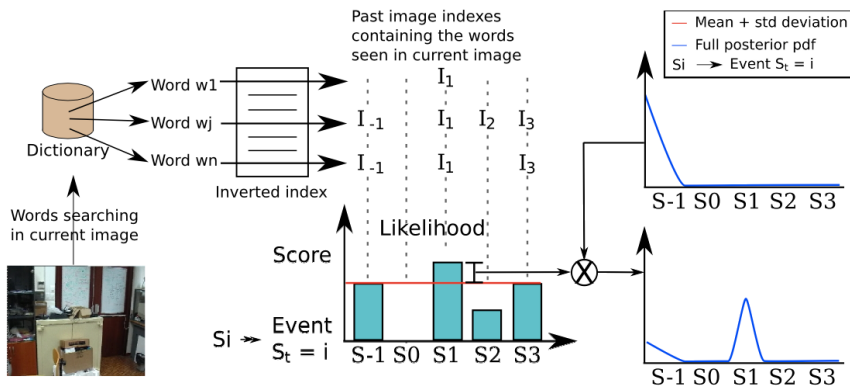 Past image indexes
containing the words
seen in current image
Mean + std deviation
Full posterior pdf
Si → Event Sₜ = i
Word w1
Word wj
Word wn
Dictionary
Inverted index
I₁
I₋₁ I₁ I₂ I₃
I₋₁ I₁ I₃
Words searching
in current image
Likelihood
Score
Si → Event
Sₜ = i
S-1 S0 S1 S2 S3
X
S-1 S0 S1 S2 S3
S-1 S0 S1 S2 S3